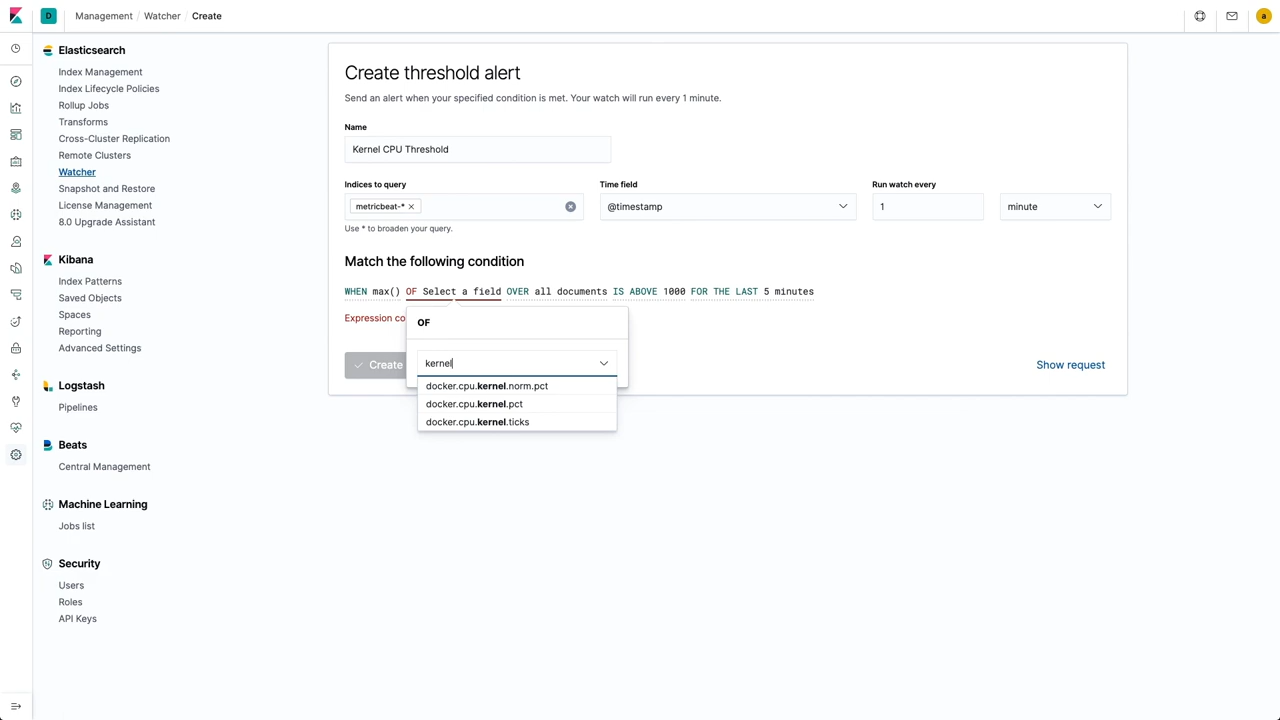 D Management / Watcher / Create a
Elasticsearch
Index Management
Index Lifecycle Policies
Rollup Jobs
Transforms
Cross-Cluster Replication
Remote Clusters
Watcher
Snapshot and Restore
License Management
8.0 Upgrade Assistant
Kibana
Index Patterns
Saved Objects
Spaces
Reporting
Advanced Settings
Logstash
Pipelines
Beats
Central Management
Machine Learning
Jobs list
Security
Users
Roles
API Keys
Create threshold alert
Send an alert when your specified condition is met. Your watch will run every 1 minute.
Name
Kernel CPU Threshold
Indices to query Time field Run watch every
metricbeat-* @timestamp 1 minute
Use * to broaden your query.
Match the following condition
WHEN max() OF Select a field OVER all documents IS ABOVE 1000 FOR THE LAST 5 minutes
Expression co
OF
kernel
docker.cpu.kernel.norm.pct
docker.cpu.kernel.pct
docker.cpu.kernel.ticks
Create Show request